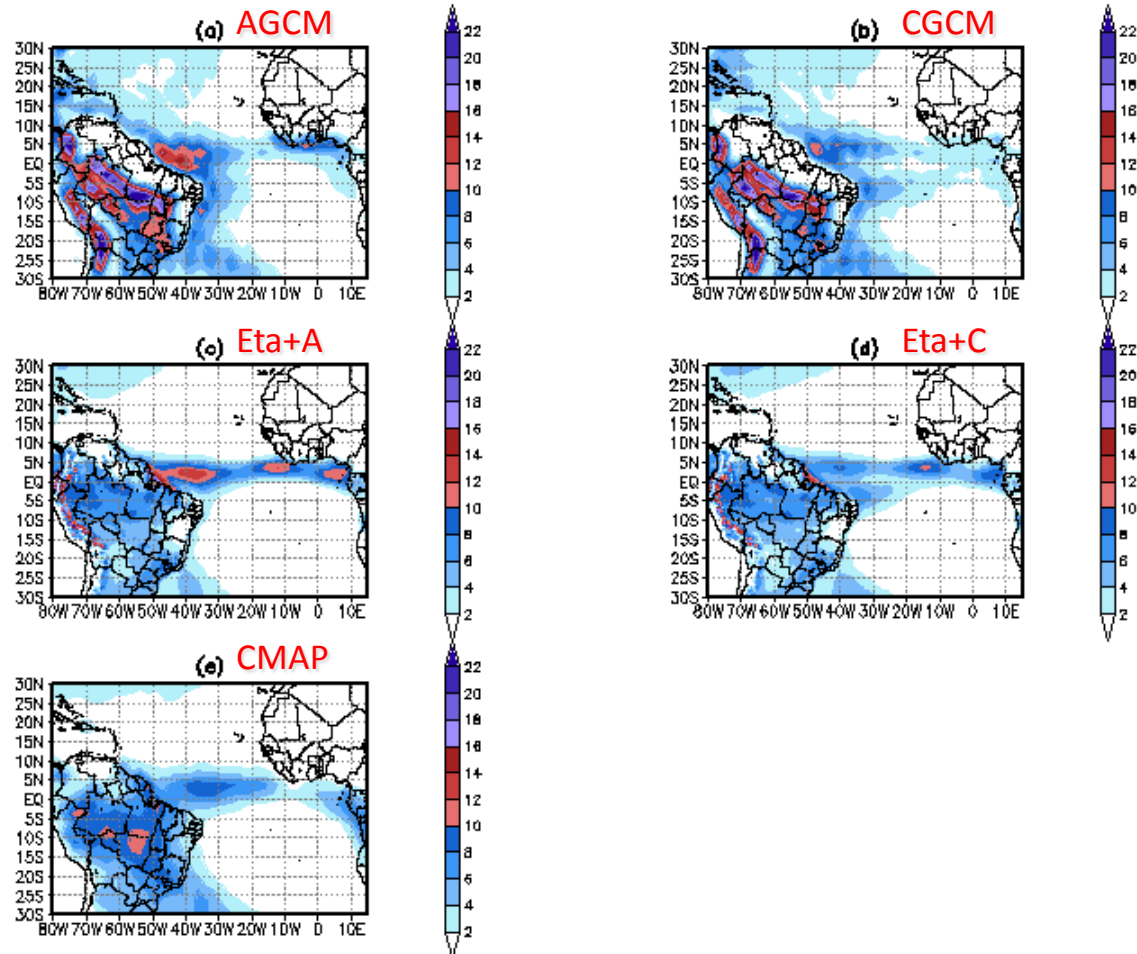 (a) AGCM
30N
25N
20N
15N
10N
5N
EQ
5S
10S
15S
20S
25S
30S
80W 70W 60W 50W 40W 30W 20W 10W 0 10E
22
20
18
16
14
12
10
8
6
4
2
(b) CGCM
30N
25N
20N
15N
10N
5N
EQ
5S
10S
15S
20S
25S
30S
80W 70W 60W 50W 40W 30W 20W 10W 0 10E
22
20
18
16
14
12
10
8
6
4
2
(c) Eta+A
30N
25N
20N
15N
10N
5N
EQ
5S
10S
15S
20S
25S
30S
80W 70W 60W 50W 40W 30W 20W 10W 0 10E
22
20
18
16
14
12
10
8
6
4
2
(d) Eta+C
30N
25N
20N
15N
10N
5N
EQ
5S
10S
15S
20S
25S
30S
80W 70W 60W 50W 40W 30W 20W 10W 0 10E
22
20
18
16
14
12
10
8
6
4
2
(e) CMAP
30N
25N
20N
15N
10N
5N
EQ
5S
10S
15S
20S
25S
30S
80W 70W 60W 50W 40W 30W 20W 10W 0 10E
22
20
18
16
14
12
10
8
6
4
2